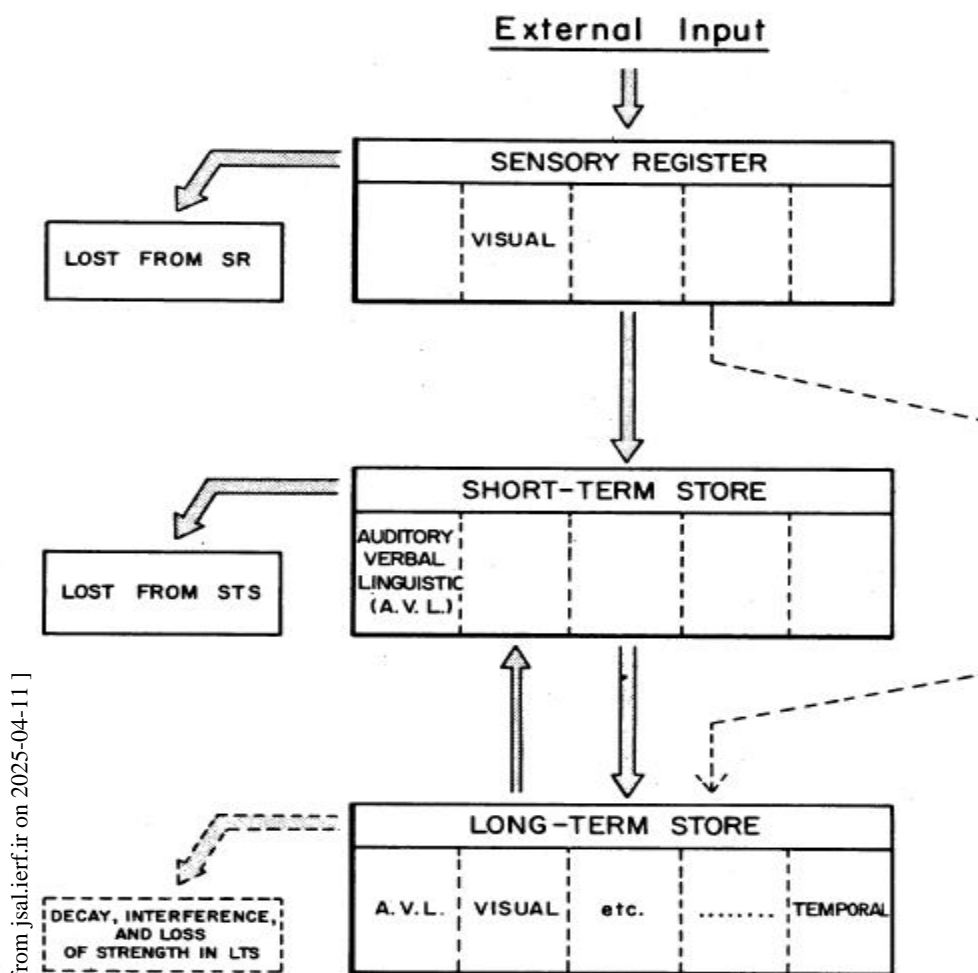 External Input
SENSORY REGISTER
VISUAL
LOST FROM SR
SHORT-TERM STORE
AUDITORY
VERBAL
LINGUISTIC
(A. V. L.)
LOST FROM STS
LONG-TERM STORE
A. V. L.
VISUAL
etc.
........
TEMPORAL
DECAY, INTERFERENCE,
AND LOSS
OF STRENGTH IN LTS
from jsal.ierf.ir on 2025-04-11 ]